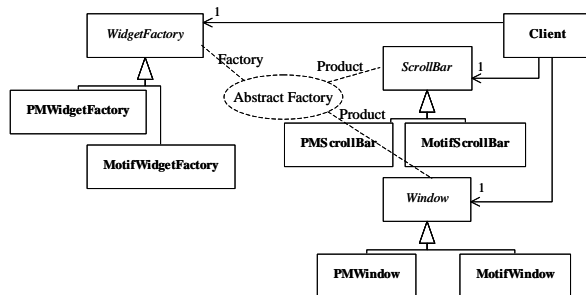 1
WidgetFactory
Client
Factory
Product
ScrollBar
1
Abstract Factory
PMWidgetFactory
Product
PMScrollBar
MotifScrollBar
MotifWidgetFactory
Window
1
PMWindow
MotifWindow